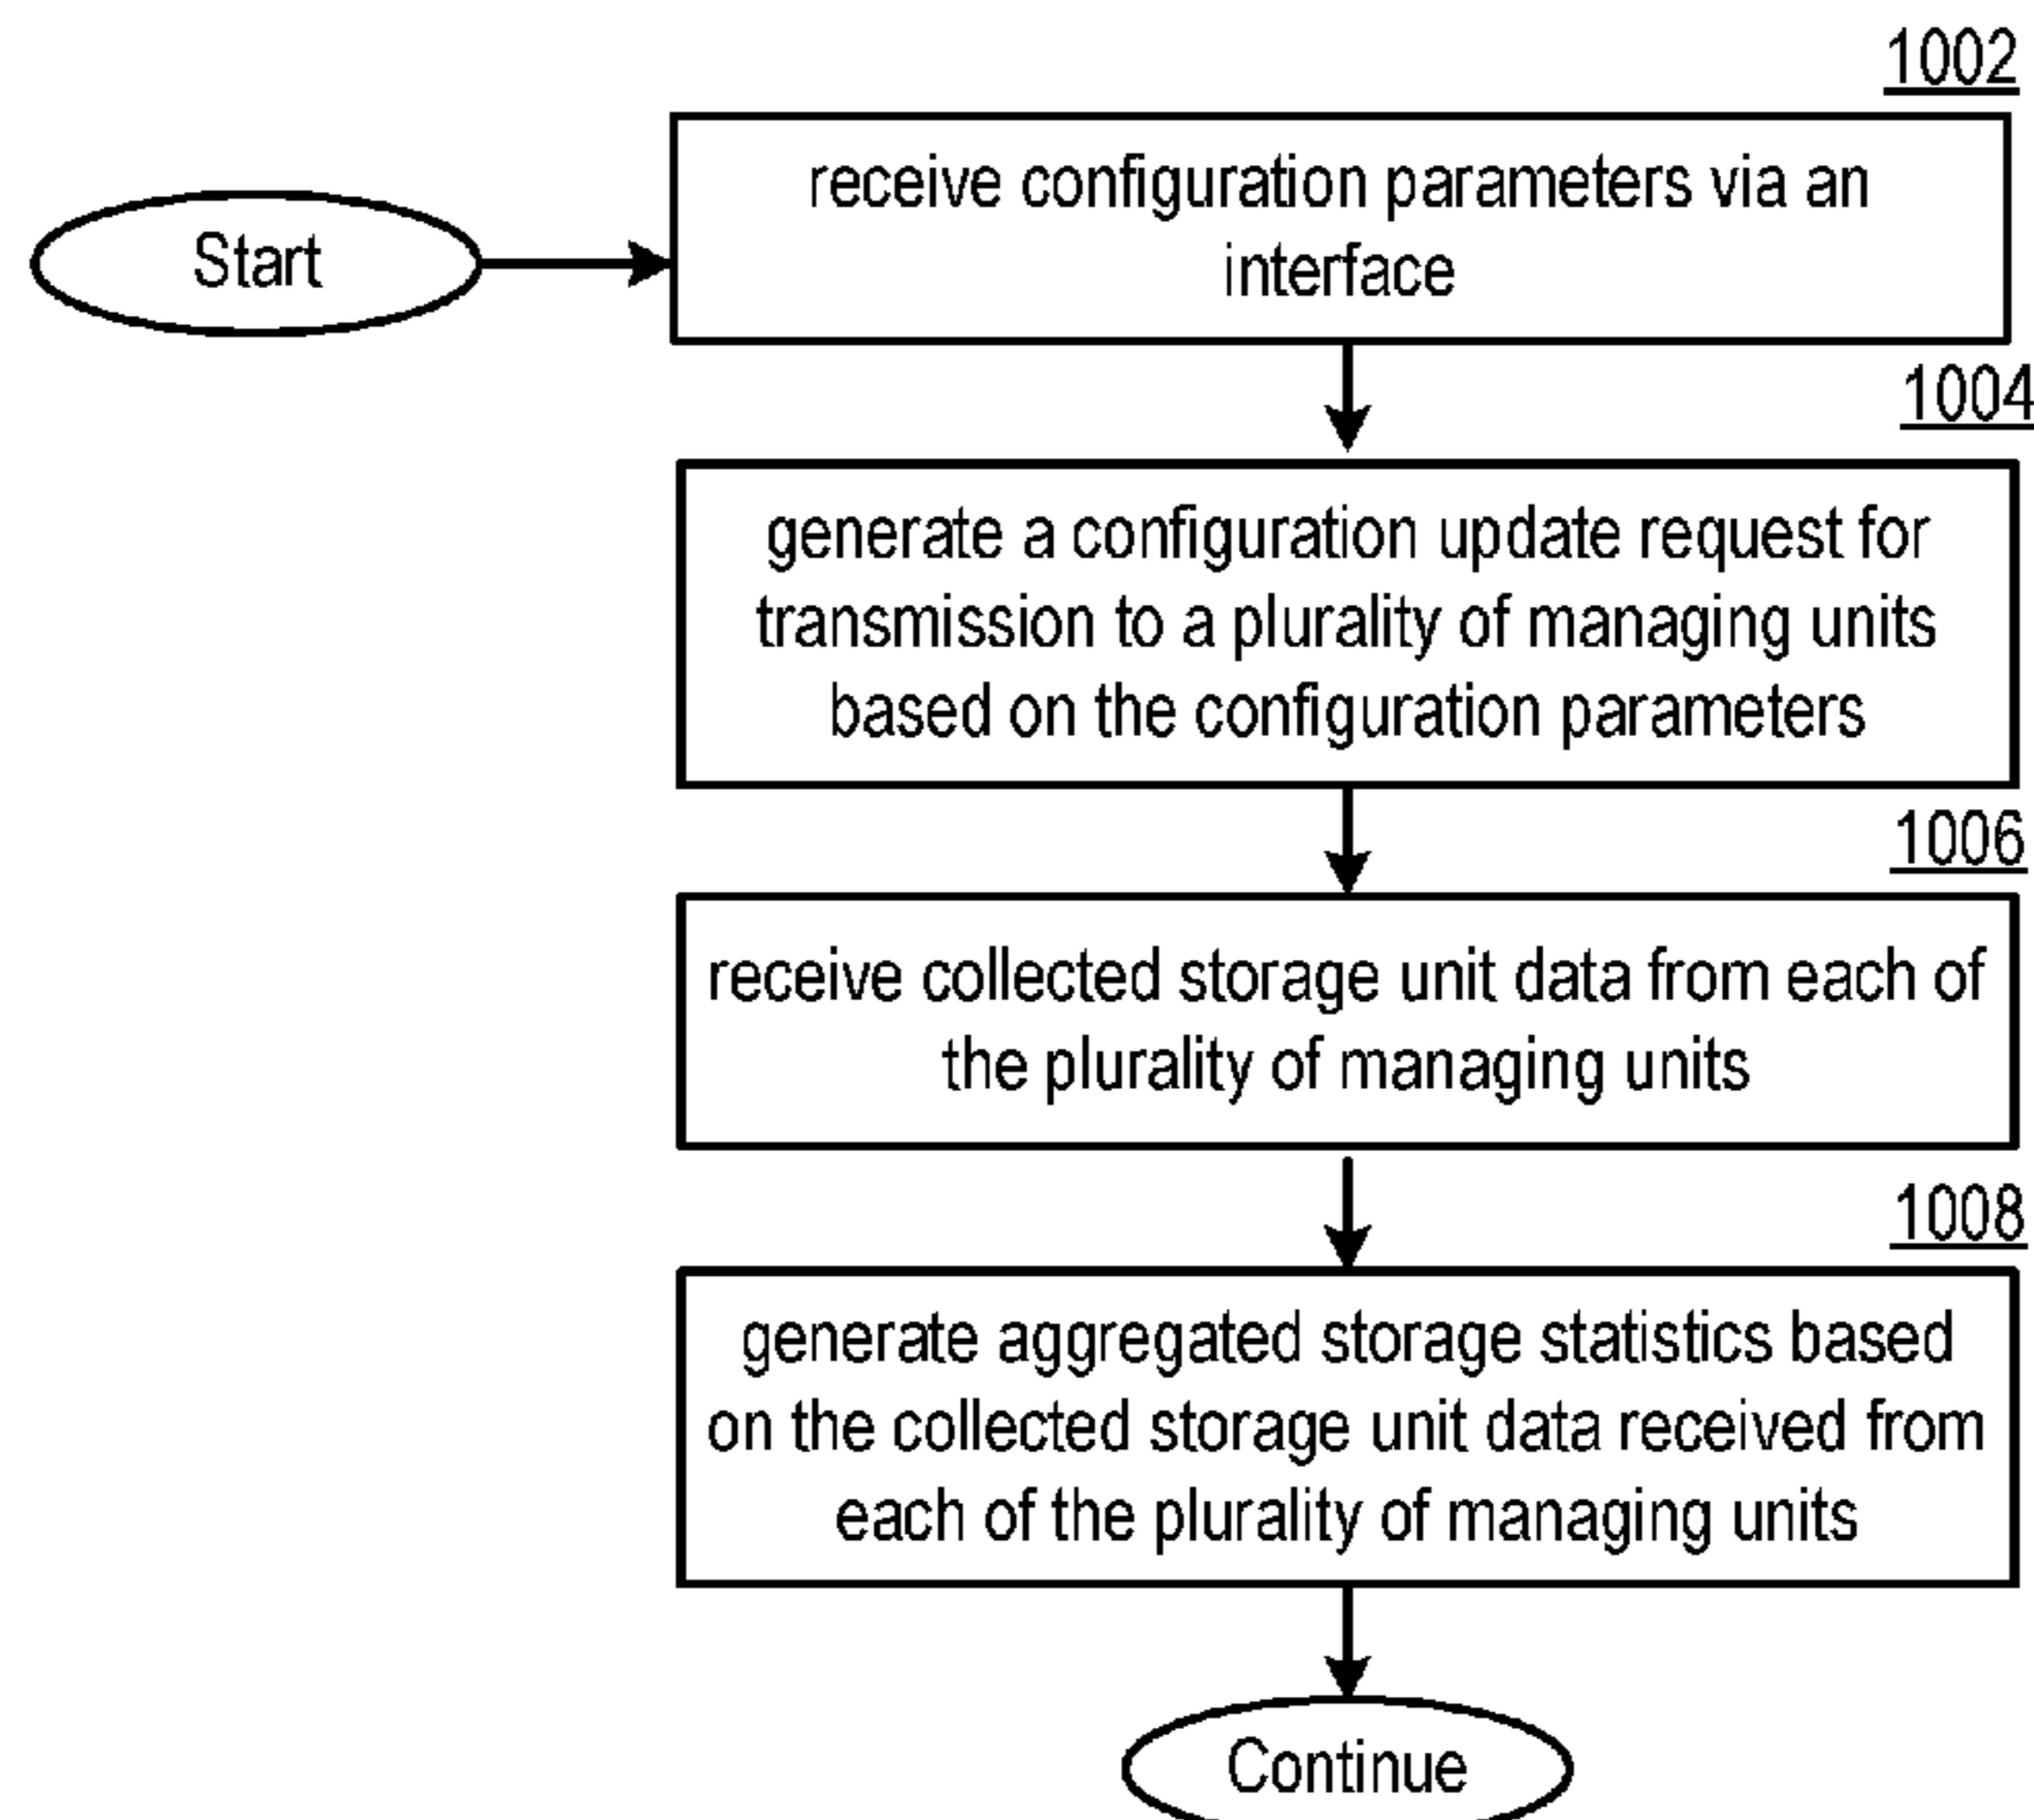 1002
Start
receive configuration parameters via an
interface
1004
generate a configuration update request for
transmission to a plurality of managing units
based on the configuration parameters
1006
receive collected storage unit data from each of
the plurality of managing units
1008
generate aggregated storage statistics based
on the collected storage unit data received from
each of the plurality of managing units
Continue